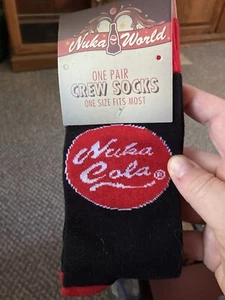 Nuka World
ONE PAIR
CREW SOCKS
ONE SIZE FITS MOST
Nuka
Cola ®